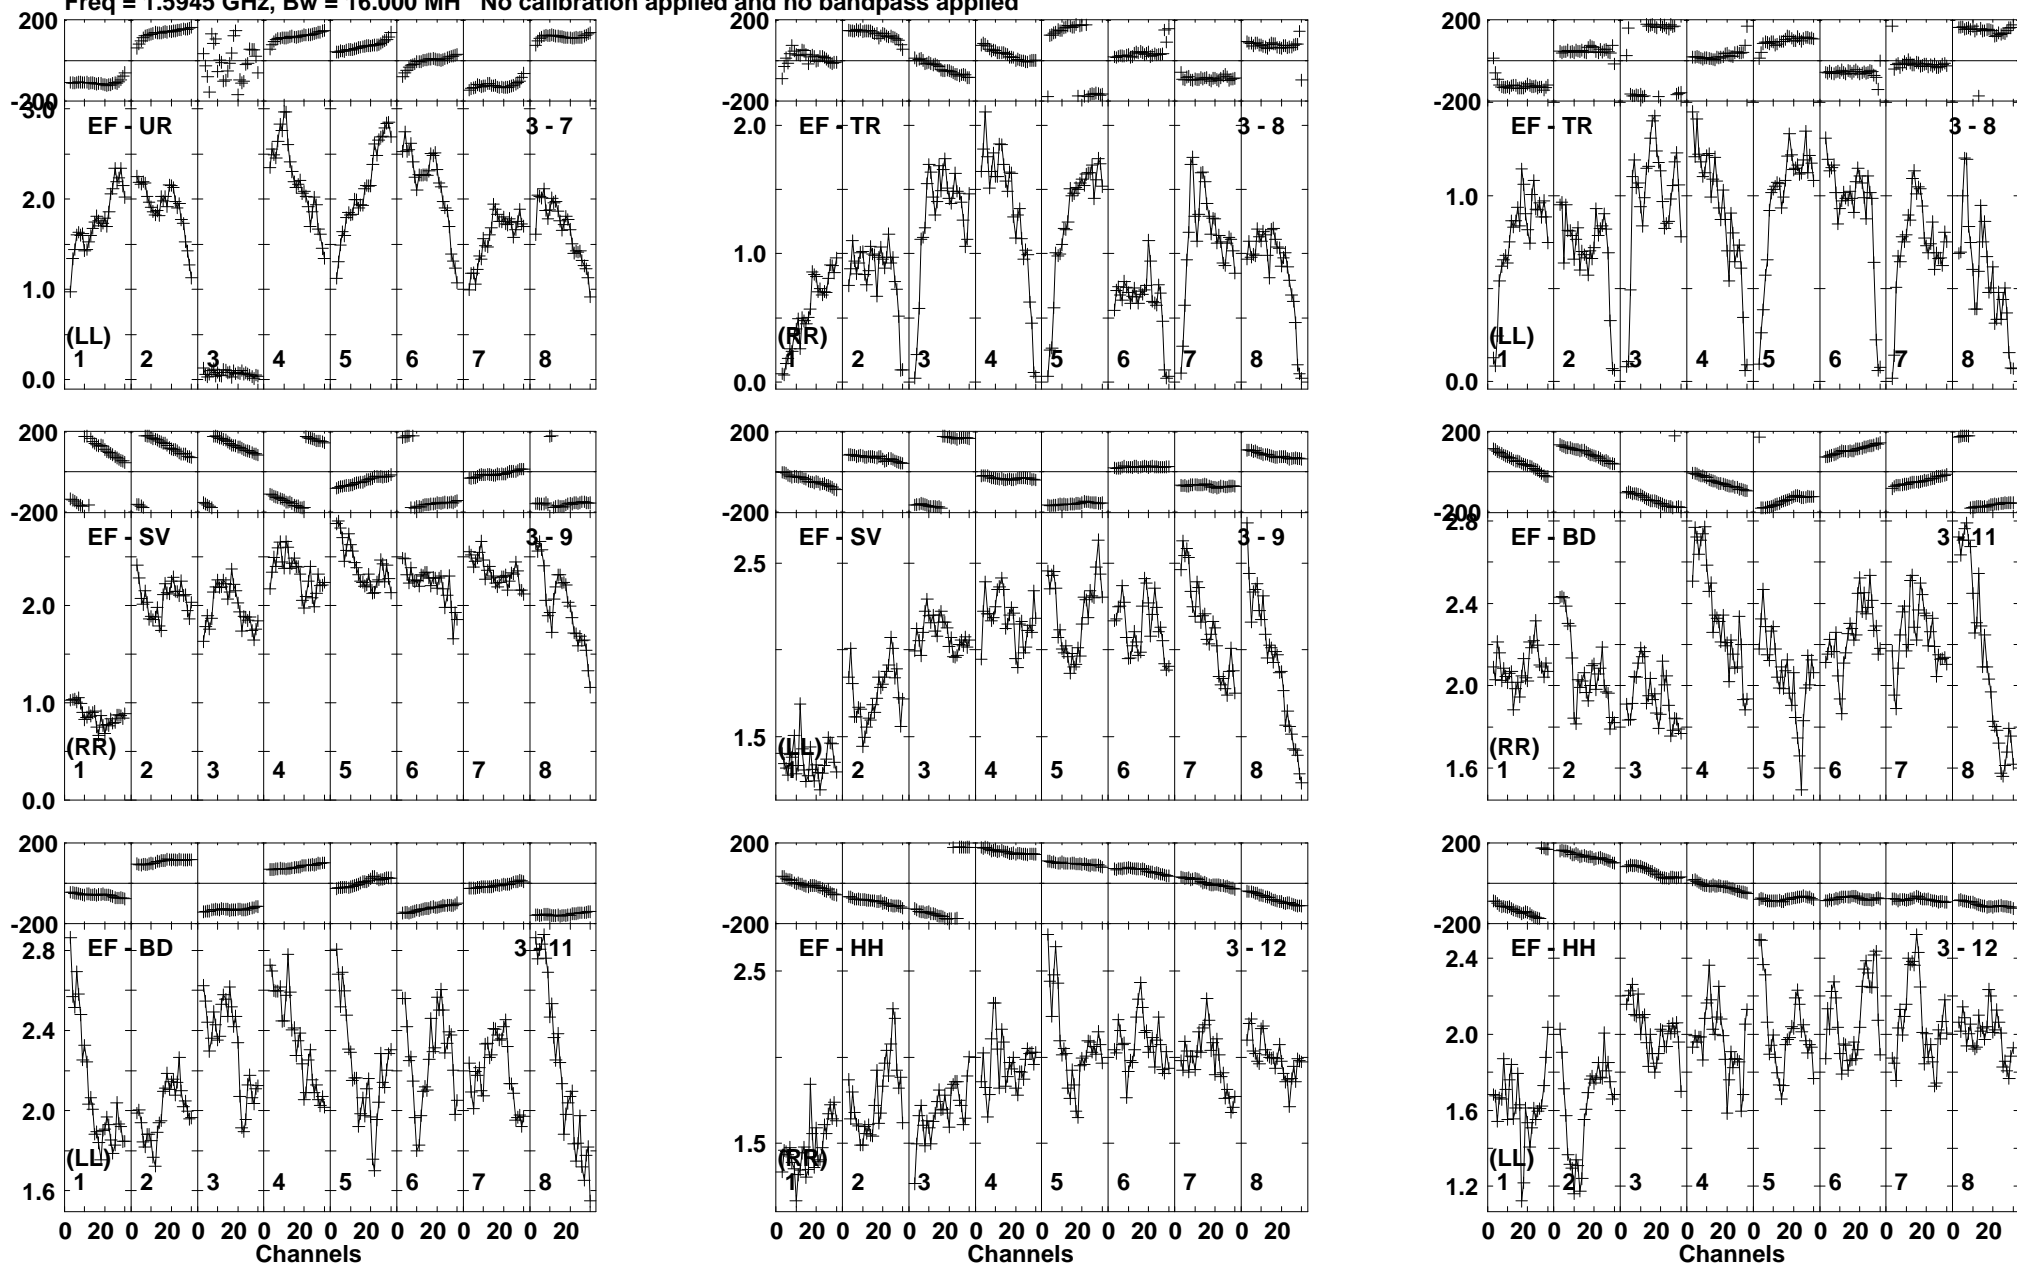 Freq = 1.5945 GHz, Bw = 16.000 MH   No calibration applied and no bandpass applied
200 200 200
-200 -200 -200
3.0
EF - UR 3 - 7 EF - TR 3 - 8 EF - TR 3 - 8
2.0
2.0
1.0
1.0
1.0
(LL) (RR) (LL)
1 2 3 4 5 6 7 8 1 2 3 4 5 6 7 8 1 2 3 4 5 6 7 8
0.0 0.0 0.0
200 200 200
-200 -200 -200
2.8
EF - SV 3 - 9 EF - SV 3 - 9 EF - BD 3 - 11
2.5
2.4
2.0
2.0
1.0
1.5
(RR) (LL) (RR)
1 2 3 4 5 6 7 8 1 2 3 4 5 6 7 8 1 2 3 4 5 6 7 8
1.6
0.0
200 200 200
-200 -200 -200
EF - BD 3 - 11 EF - HH 3 - 12 EF - HH 3 - 12
2.8 2.5 2.4
2.4 2.0
2.0 1.5 1.6
(LL) (RR) (LL)
1 2 3 4 5 6 7 8 1 2 3 4 5 6 7 8 1 2 3 4 5 6 7 8
1.6 1.2
0 20 0 20 0 20 0 20 0 20 0 20 0 20 0 20 0 20 0 20 0 20 0 20 0 20 0 20 0 20 0 20 0 20 0 20 0 20 0 20 0 20 0 20 0 20 0 20
Channels Channels Channels